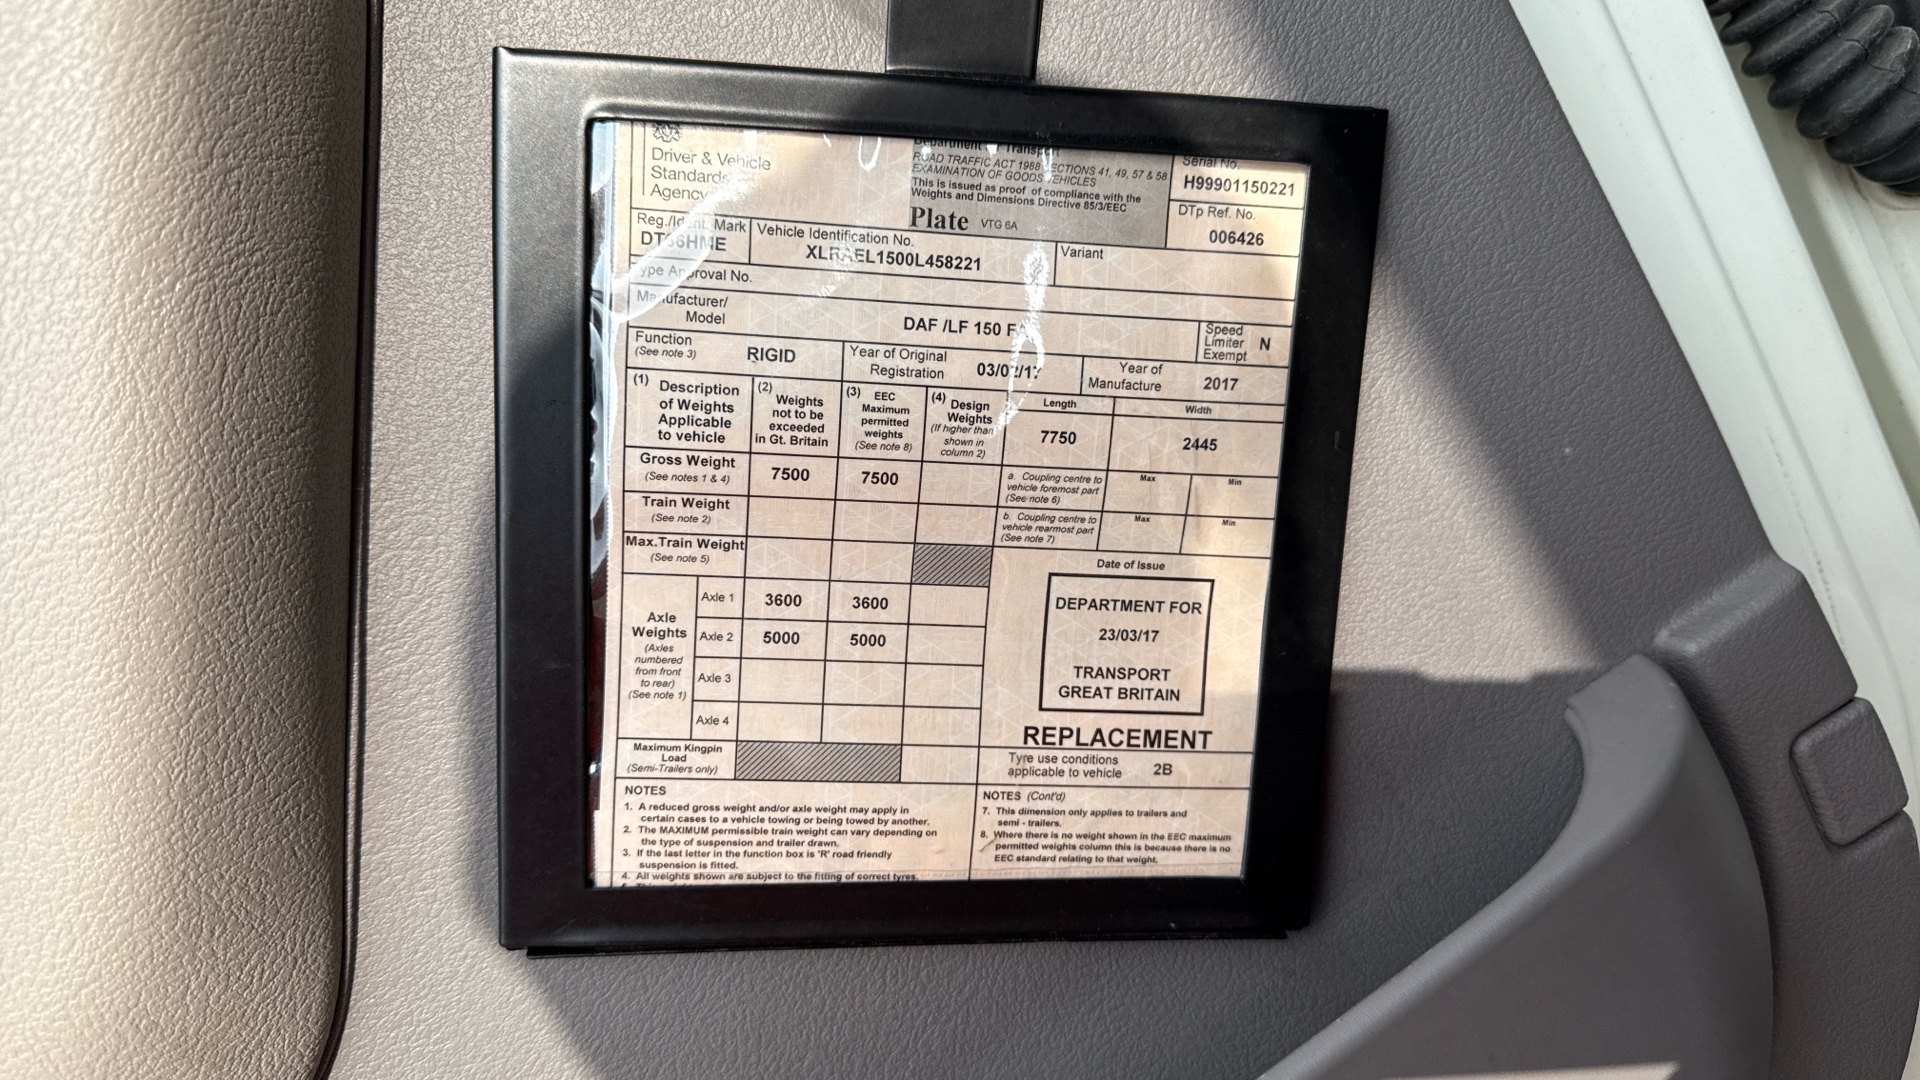 Driver & Vehicle
Standards
Agency
Department Transport
ROAD TRAFFIC ACT 1988 SECTIONS 41, 49, 57 & 58
EXAMINATION OF GOODS VEHICLES
This is issued as proof of compliance with the
Weights and Dimensions Directive 85/3/EEC
Plate VTG 6A
Serial No.
H99901150221
DTp Ref. No.
006426
Reg./Ident. Mark
Vehicle Identification No.
XLRAEL1500L458221
Variant
Type Approval No.
Manufacturer/
Model
DAF /LF 150
Speed
Limiter
Exempt
N
Function
(See note 3)
RIGID
Year of Original
Registration
03/02/17
Year of
Manufacture
2017
(1) Description
of Weights
Applicable
to vehicle
(2) Weights
not to be
exceeded
in Gt. Britain
(3) EEC
Maximum
permitted
weights
(See note 8)
(4) Design
Weights
(If higher than
shown in
column 2)
Length
7750
Width
2445
Gross Weight
(See notes 1 & 4)
7500
7500
a. Coupling centre to
vehicle foremost part
(See note 6)
Max
Min
Train Weight
(See note 2)
b. Coupling centre to
vehicle rearmost part
(See note 7)
Max
Min
Max.Train Weight
(See note 5)
Axle
Weights
(Axles
numbered
from front
to rear)
(See note 1)
Axle 1
3600
3600
Axle 2
5000
5000
Axle 3
Axle 4
Date of Issue
DEPARTMENT FOR
23/03/17
TRANSPORT
GREAT BRITAIN
REPLACEMENT
Maximum Kingpin
Load
(Semi-Trailers only)
Tyre use conditions
applicable to vehicle
2B
NOTES
1. A reduced gross weight and/or axle weight may apply in
certain cases to a vehicle towing or being towed by another.
2. The MAXIMUM permissible train weight can vary depending on
the type of suspension and trailer drawn.
3. If the last letter in the function box is 'R' road friendly
suspension is fitted.
4. All weights shown are subject to the fitting of correct tyres.
NOTES (Cont'd)
7. This dimension only applies to trailers and
semi - trailers.
8. Where there is no weight shown in the EEC maximum
permitted weights column this is because there is no
EEC standard relating to that weight.